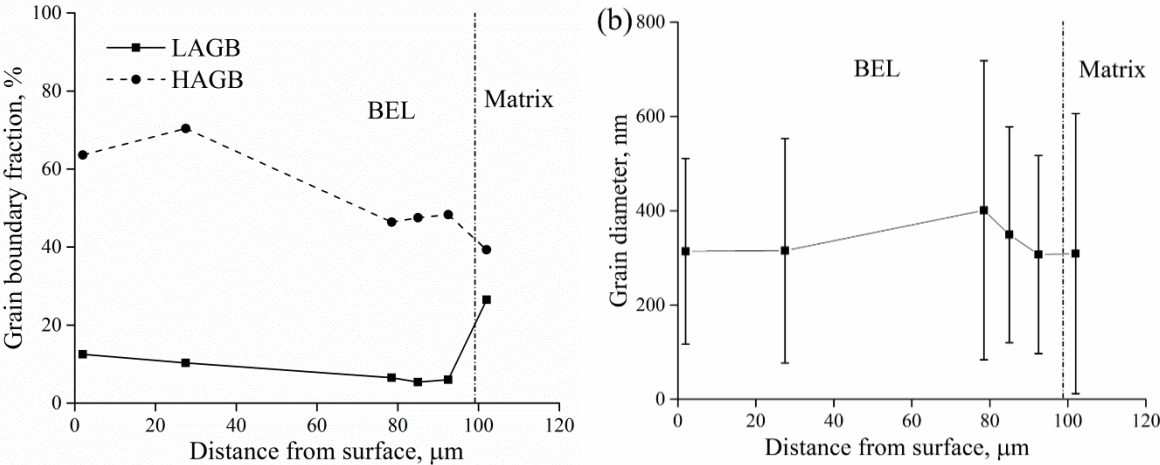 100
80
60
40
20
0
Grain boundary fraction, %
LAGB
HAGB
BEL
Matrix
0 20 40 60 80 100 120
Distance from surface, μm
(b)
800
600
400
200
0
Grain diameter, nm
BEL
Matrix
0 20 40 60 80 100 120
Distance from surface, μm